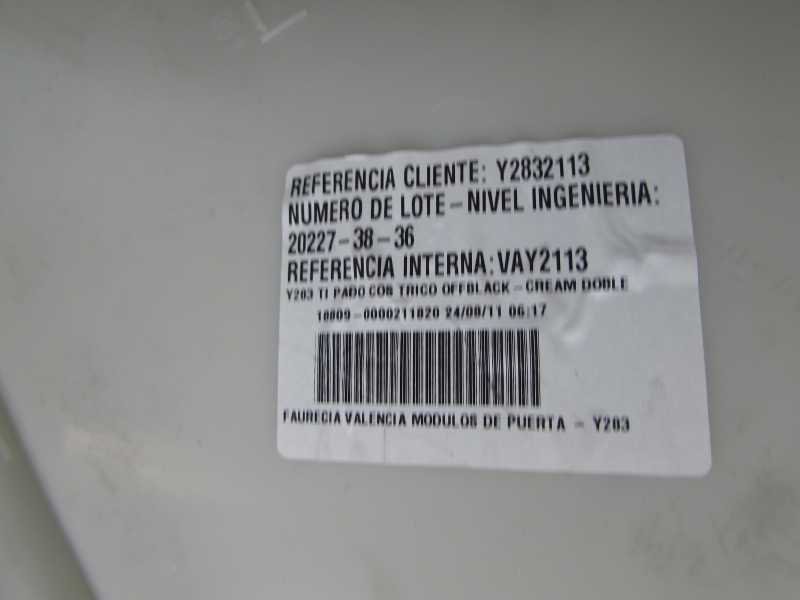 REFERENCIA CLIENTE: Y2832113
NUMERO DE LOTE-NIVEL INGENIERIA:
20227-38-36
REFERENCIA INTERNA: VAY2113
Y283 TI PADO COS TRICO OFFBLACK-CREAM DOBLE
18809-0000211820 24/08/11 06:17
FAURECIA VALENCIA MODULOS DE PUERTA - Y283